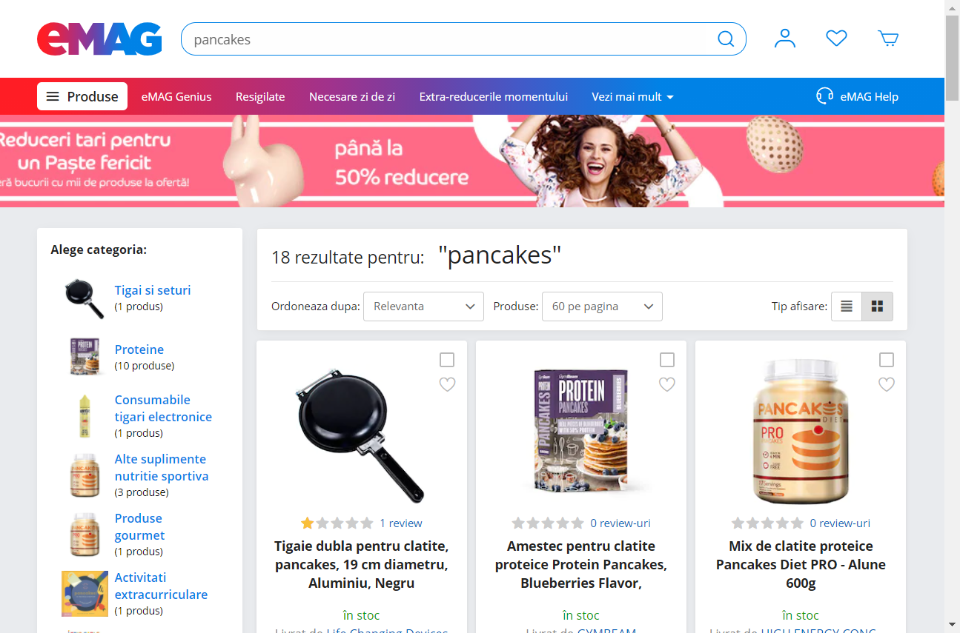 eMAG
pancakes
Produse
eMAG Genius
Resigilate
Necesare zi de zi
Extra-reducerile momentului
Vezi mai mult
eMAG Help
Reduceri tari pentru
un Paște fericit
eră bucurii cu mii de produse la ofertă!
până la
50% reducere
Alege categoria:
Tigai si seturi
(1 produs)
Proteine
(10 produse)
Consumabile
tigari electronice
(1 produs)
Alte suplimente
nutritie sportiva
(3 produse)
Produse
gourmet
(1 produs)
Activitati
extracurriculare
(1 produs)
18 rezultate pentru: "pancakes"
Ordoneaza dupa: Relevanta
Produse: 60 pe pagina
Tip afisare:
1 review
Tigaie dubla pentru clatite,
pancakes, 19 cm diametru,
Aluminiu, Negru
în stoc
Livrat de Life Changing Devices
PROTEIN
PANCAKES
0 review-uri
Amestec pentru clatite
proteice Protein Pancakes,
Blueberries Flavor,
în stoc
Livrat de GYMBEAM
PANCAKES
DIET
PRO
0 review-uri
Mix de clatite proteice
Pancakes Diet PRO - Alune
600g
în stoc
Livrat de HIGH ENERGY CONC